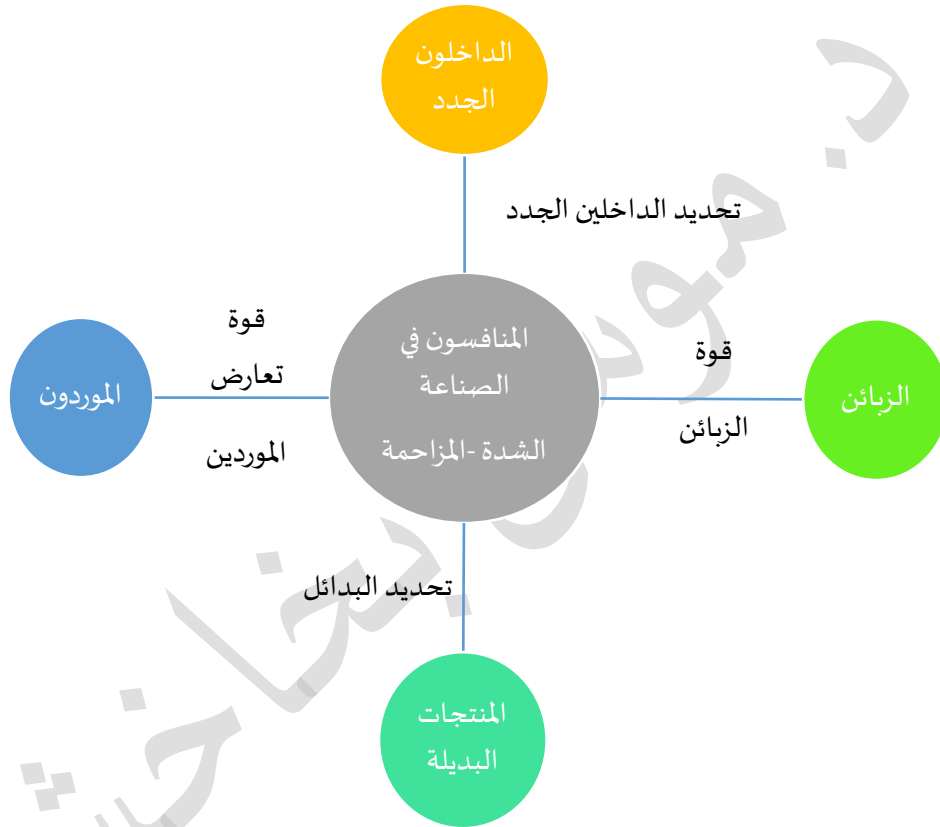 الداخلون
الجدد
تحديد الداخلين الجدد
المنافسون في
الصناعة
الشدة -المزاحمة
قوة
الزبائن
الزبائن
قوة
تعارض
الموردين
الموردون
تحديد البدائل
المنتجات
البديلة